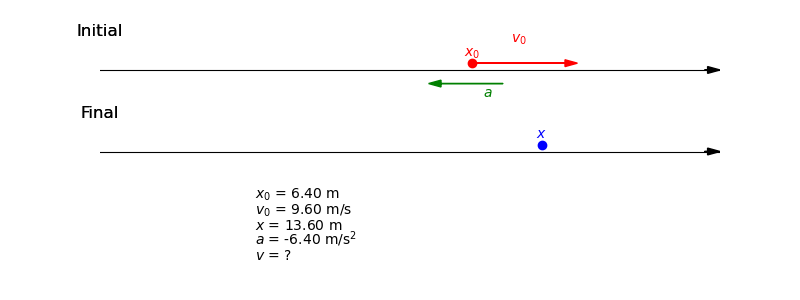 Initial
v₀
x₀
a
Final
x
x₀ = 6.40 m
v₀ = 9.60 m/s
x = 13.60 m
a = -6.40 m/s²
v = ?